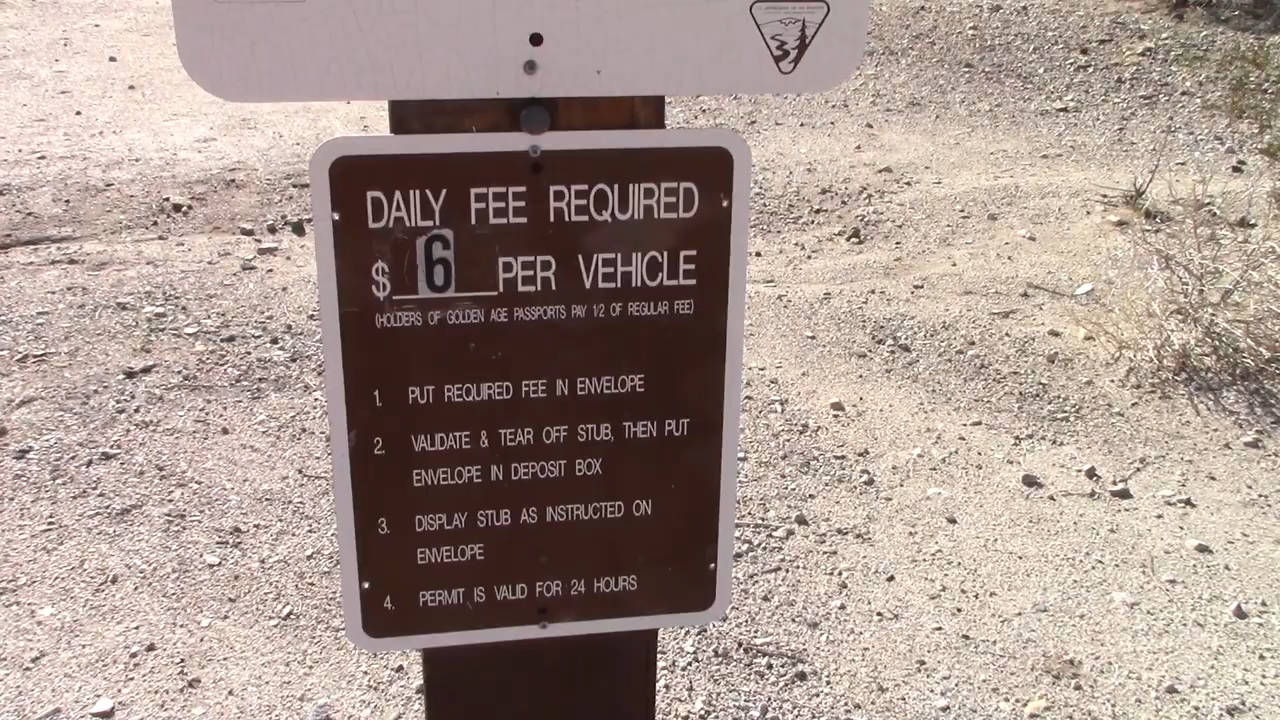 DAILY FEE REQUIRED
$ 6 PER VEHICLE
(HOLDERS OF GOLDEN AGE PASSPORTS PAY 1/2 OF REGULAR FEE)
1. PUT REQUIRED FEE IN ENVELOPE
2. VALIDATE & TEAR OFF STUB, THEN PUT
ENVELOPE IN DEPOSIT BOX
3. DISPLAY STUB AS INSTRUCTED ON
ENVELOPE
4. PERMIT IS VALID FOR 24 HOURS